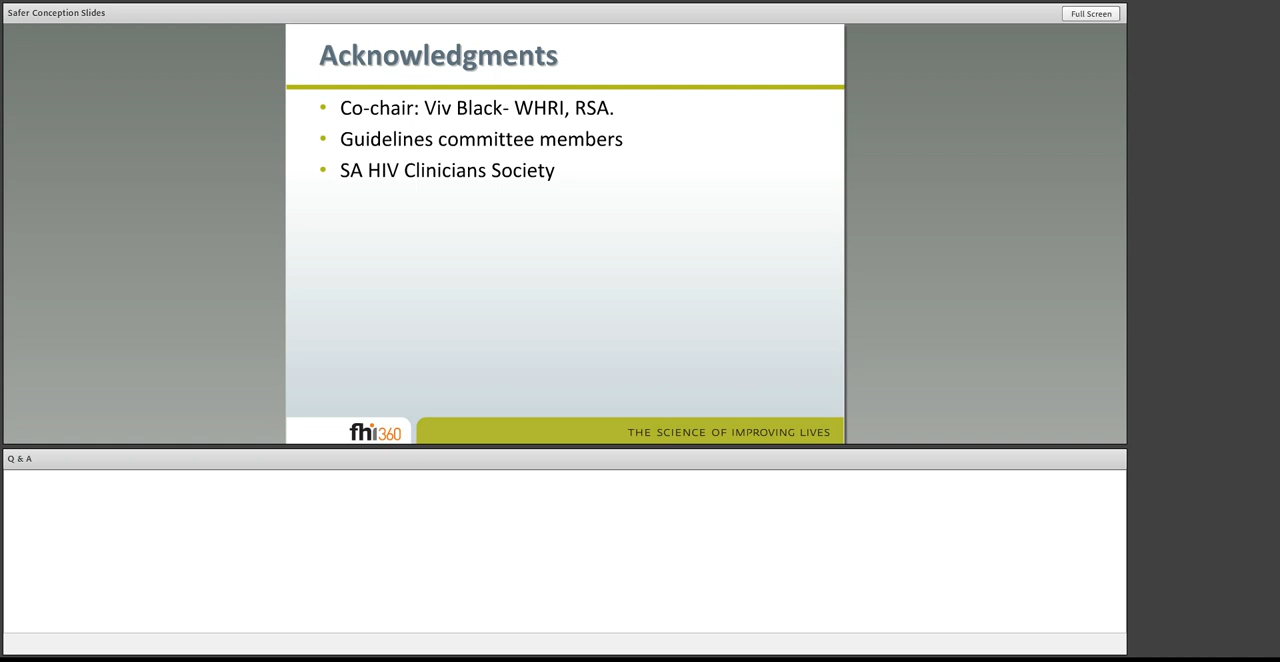 Safer Conception Slides
Full Screen
Acknowledgments
• Co-chair: Viv Black- WHRI, RSA.
• Guidelines committee members
• SA HIV Clinicians Society
fhi360
THE SCIENCE OF IMPROVING LIVES
Q & A